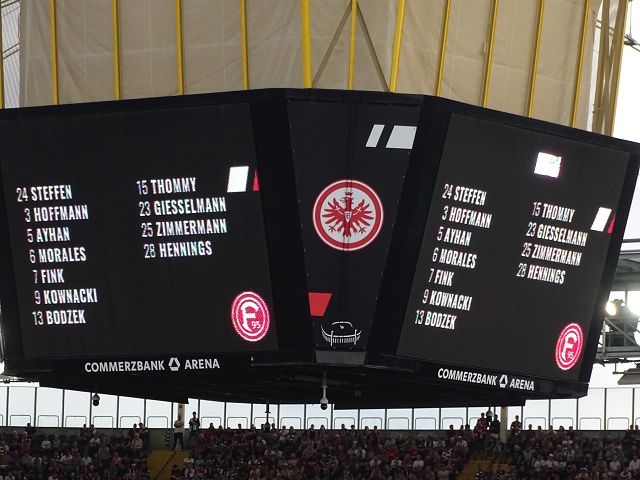 24 STEFFEN
3 HOFFMANN
5 AYHAN
6 MORALES
7 FINK
9 KOWNACKI
13 BODZEK
15 THOMMY
23 GIESSELMANN
25 ZIMMERMANN
28 HENNINGS
F
95
COMMERZBANK ARENA
24 STEFFEN
3 HOFFMANN
5 AYHAN
6 MORALES
7 FINK
9 KOWNACKI
13 BODZEK
15 THOMMY
23 GIESSELMANN
25 ZIMMERMANN
28 HENNINGS
F
95
COMMERZBANK ARENA